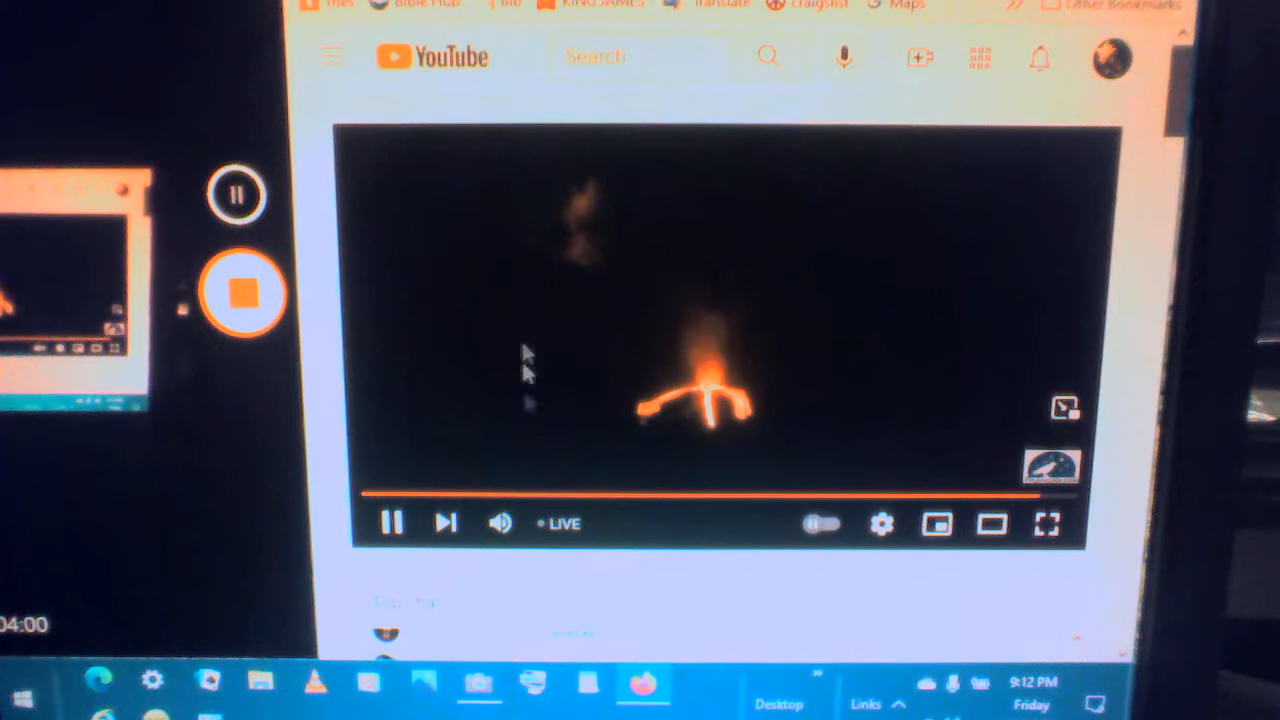 Bible Hub
KING JAMES
Translate
Craigslist
Maps
Other Bookmarks
YouTube
Search
LIVE
04:00
9:12 PM
Desktop
Links
Friday